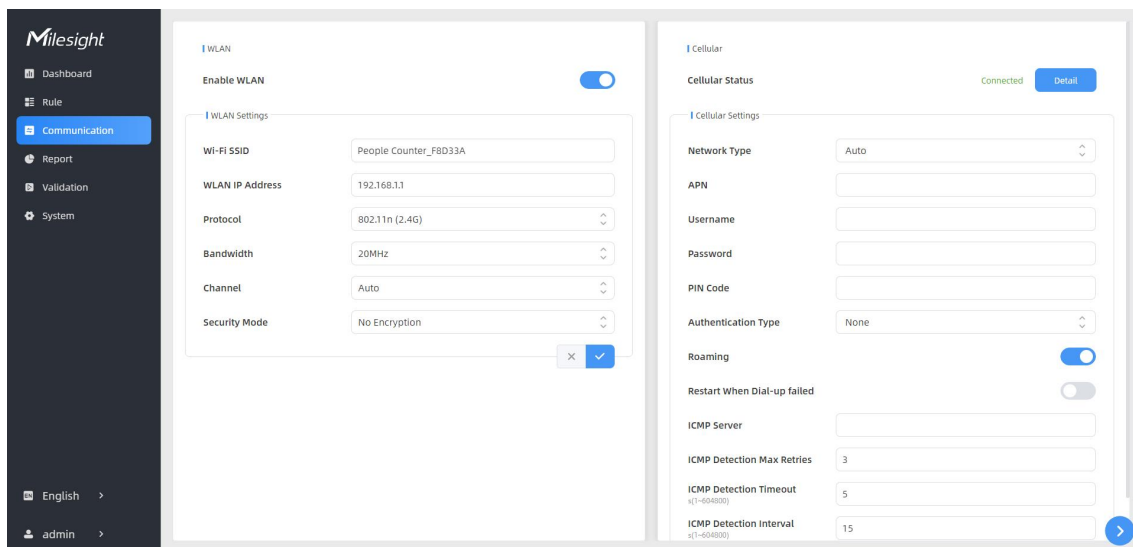 Milesight
Dashboard
Rule
Communication
Report
Validation
System
EN English >
admin >
WLAN
Enable WLAN
WLAN Settings
Wi-Fi SSID People Counter_F8D33A
WLAN IP Address 192.168.1.1
Protocol 802.11n (2.4G)
Bandwidth 20MHz
Channel Auto
Security Mode No Encryption
Cellular
Cellular Status Connected Detail
Cellular Settings
Network Type Auto
APN
Username
Password
PIN Code
Authentication Type None
Roaming
Restart When Dial-up failed
ICMP Server
ICMP Detection Max Retries 3
ICMP Detection Timeout 5
s(1~604800)
ICMP Detection Interval 15
s(1~604800)